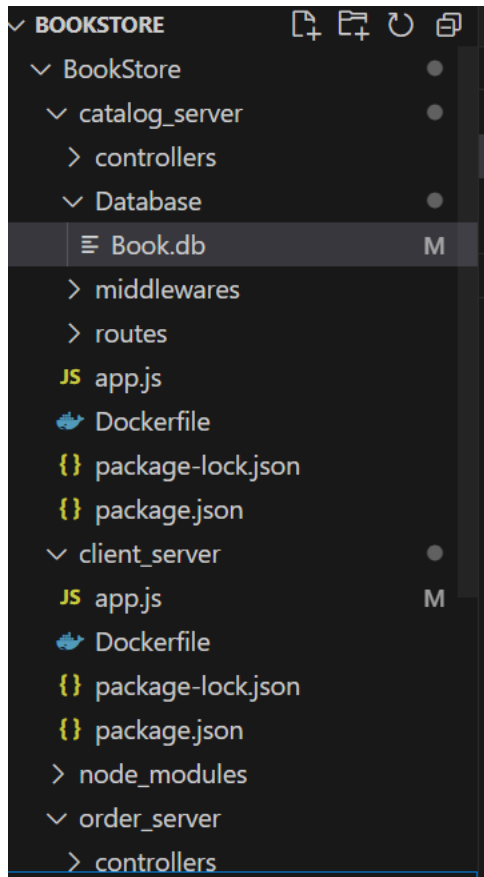 BOOKSTORE
BookStore
catalog_server
controllers
Database
Book.db M
middlewares
routes
JS app.js
Dockerfile
{} package-lock.json
{} package.json
client_server
JS app.js M
Dockerfile
{} package-lock.json
{} package.json
node_modules
order_server
controllers